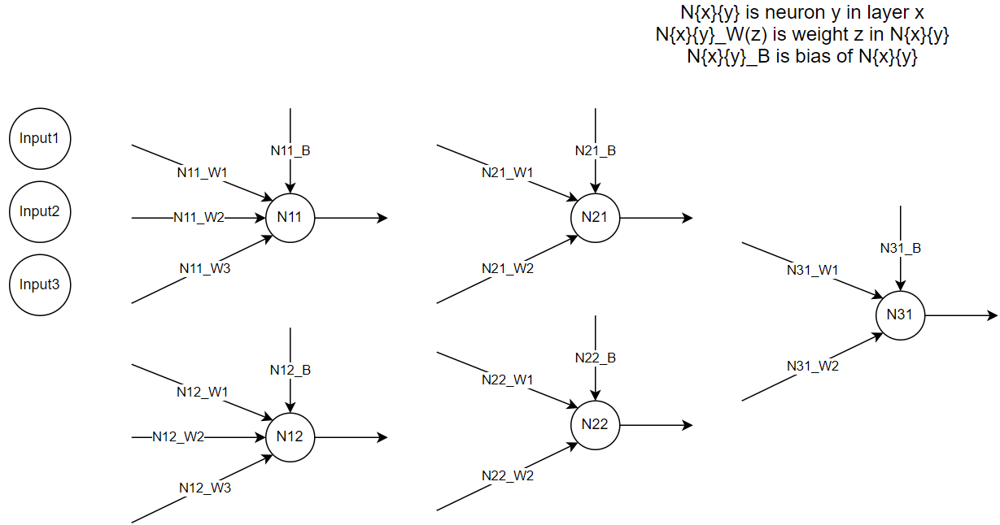 N{x}{y} is neuron y in layer x
N{x}{y}_W(z) is weight z in N{x}{y}
N{x}{y}_B is bias of N{x}{y}
Input1
Input2
Input3
N11_B
N11_W1
N11_W2
N11
N11_W3
N12_B
N12_W1
N12_W2
N12
N12_W3
N21_B
N21_W1
N21
N21_W2
N22_B
N22_W1
N22
N22_W2
N31_B
N31_W1
N31
N31_W2